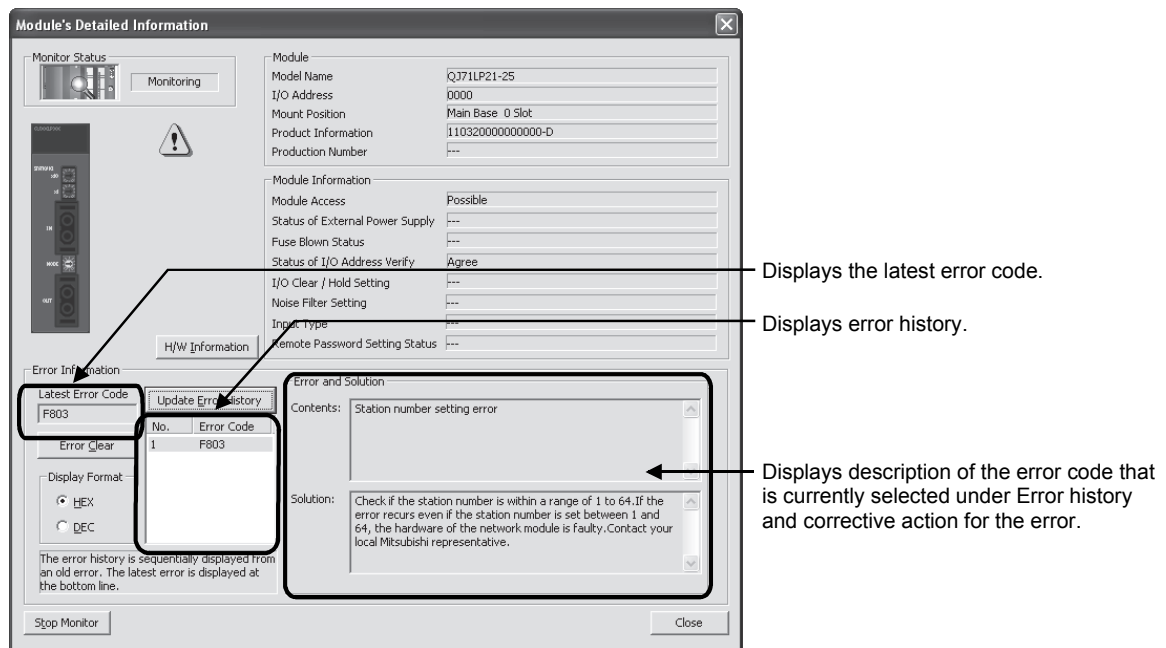 Module's Detailed Information
Monitor Status
Monitoring
Module
Model Name QJ71LP21-25
I/O Address 0000
Mount Position Main Base 0 Slot
Product Information 110320000000000-D
Production Number ---
Module Information
Module Access Possible
Status of External Power Supply ---
Fuse Blown Status ---
Status of I/O Address Verify Agree
I/O Clear / Hold Setting ---
Noise Filter Setting ---
Input Type ---
Remote Password Setting Status ---
IN
MODE
OUT
H/W Information
Displays the latest error code.
Displays error history.
Error Information
Latest Error Code
F803
Update Error History
Error Clear
No. Error Code
1 F803
Display Format
HEX
DEC
The error history is sequentially displayed from
an old error. The latest error is displayed at
the bottom line.
Error and Solution
Contents: Station number setting error
Solution: Check if the station number is within a range of 1 to 64.If the
error recurs even if the station number is set between 1 and
64, the hardware of the network module is faulty.Contact your
local Mitsubishi representative.
Displays description of the error code that
is currently selected under Error history
and corrective action for the error.
Stop Monitor
Close